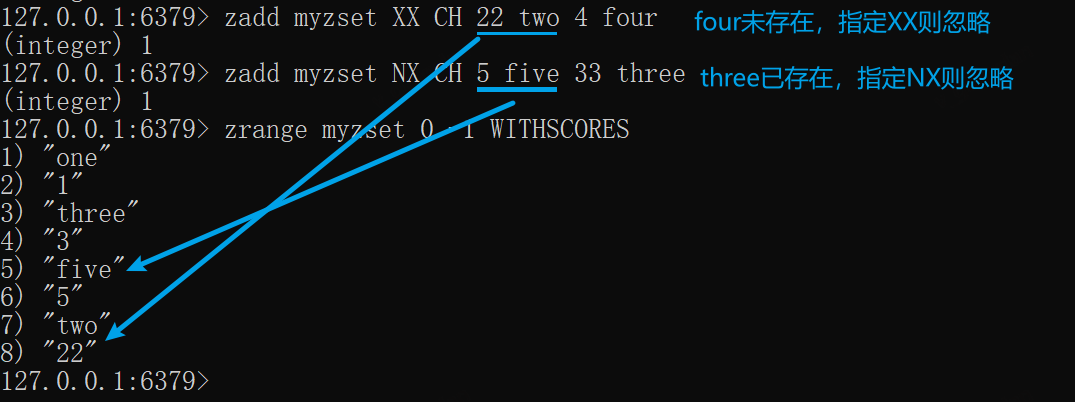 127.0.0.1:6379> zadd myzset XX CH 22 two 4 four four未存在，指定XX则忽略
(integer) 1
127.0.0.1:6379> zadd myzset NX CH 5 five 33 three three已存在，指定NX则忽略
(integer) 1
127.0.0.1:6379> zrange myzset 0 -1 WITHSCORES
1) "one"
2) "1"
3) "three"
4) "3"
5) "five"
6) "5"
7) "two"
8) "22"
127.0.0.1:6379>